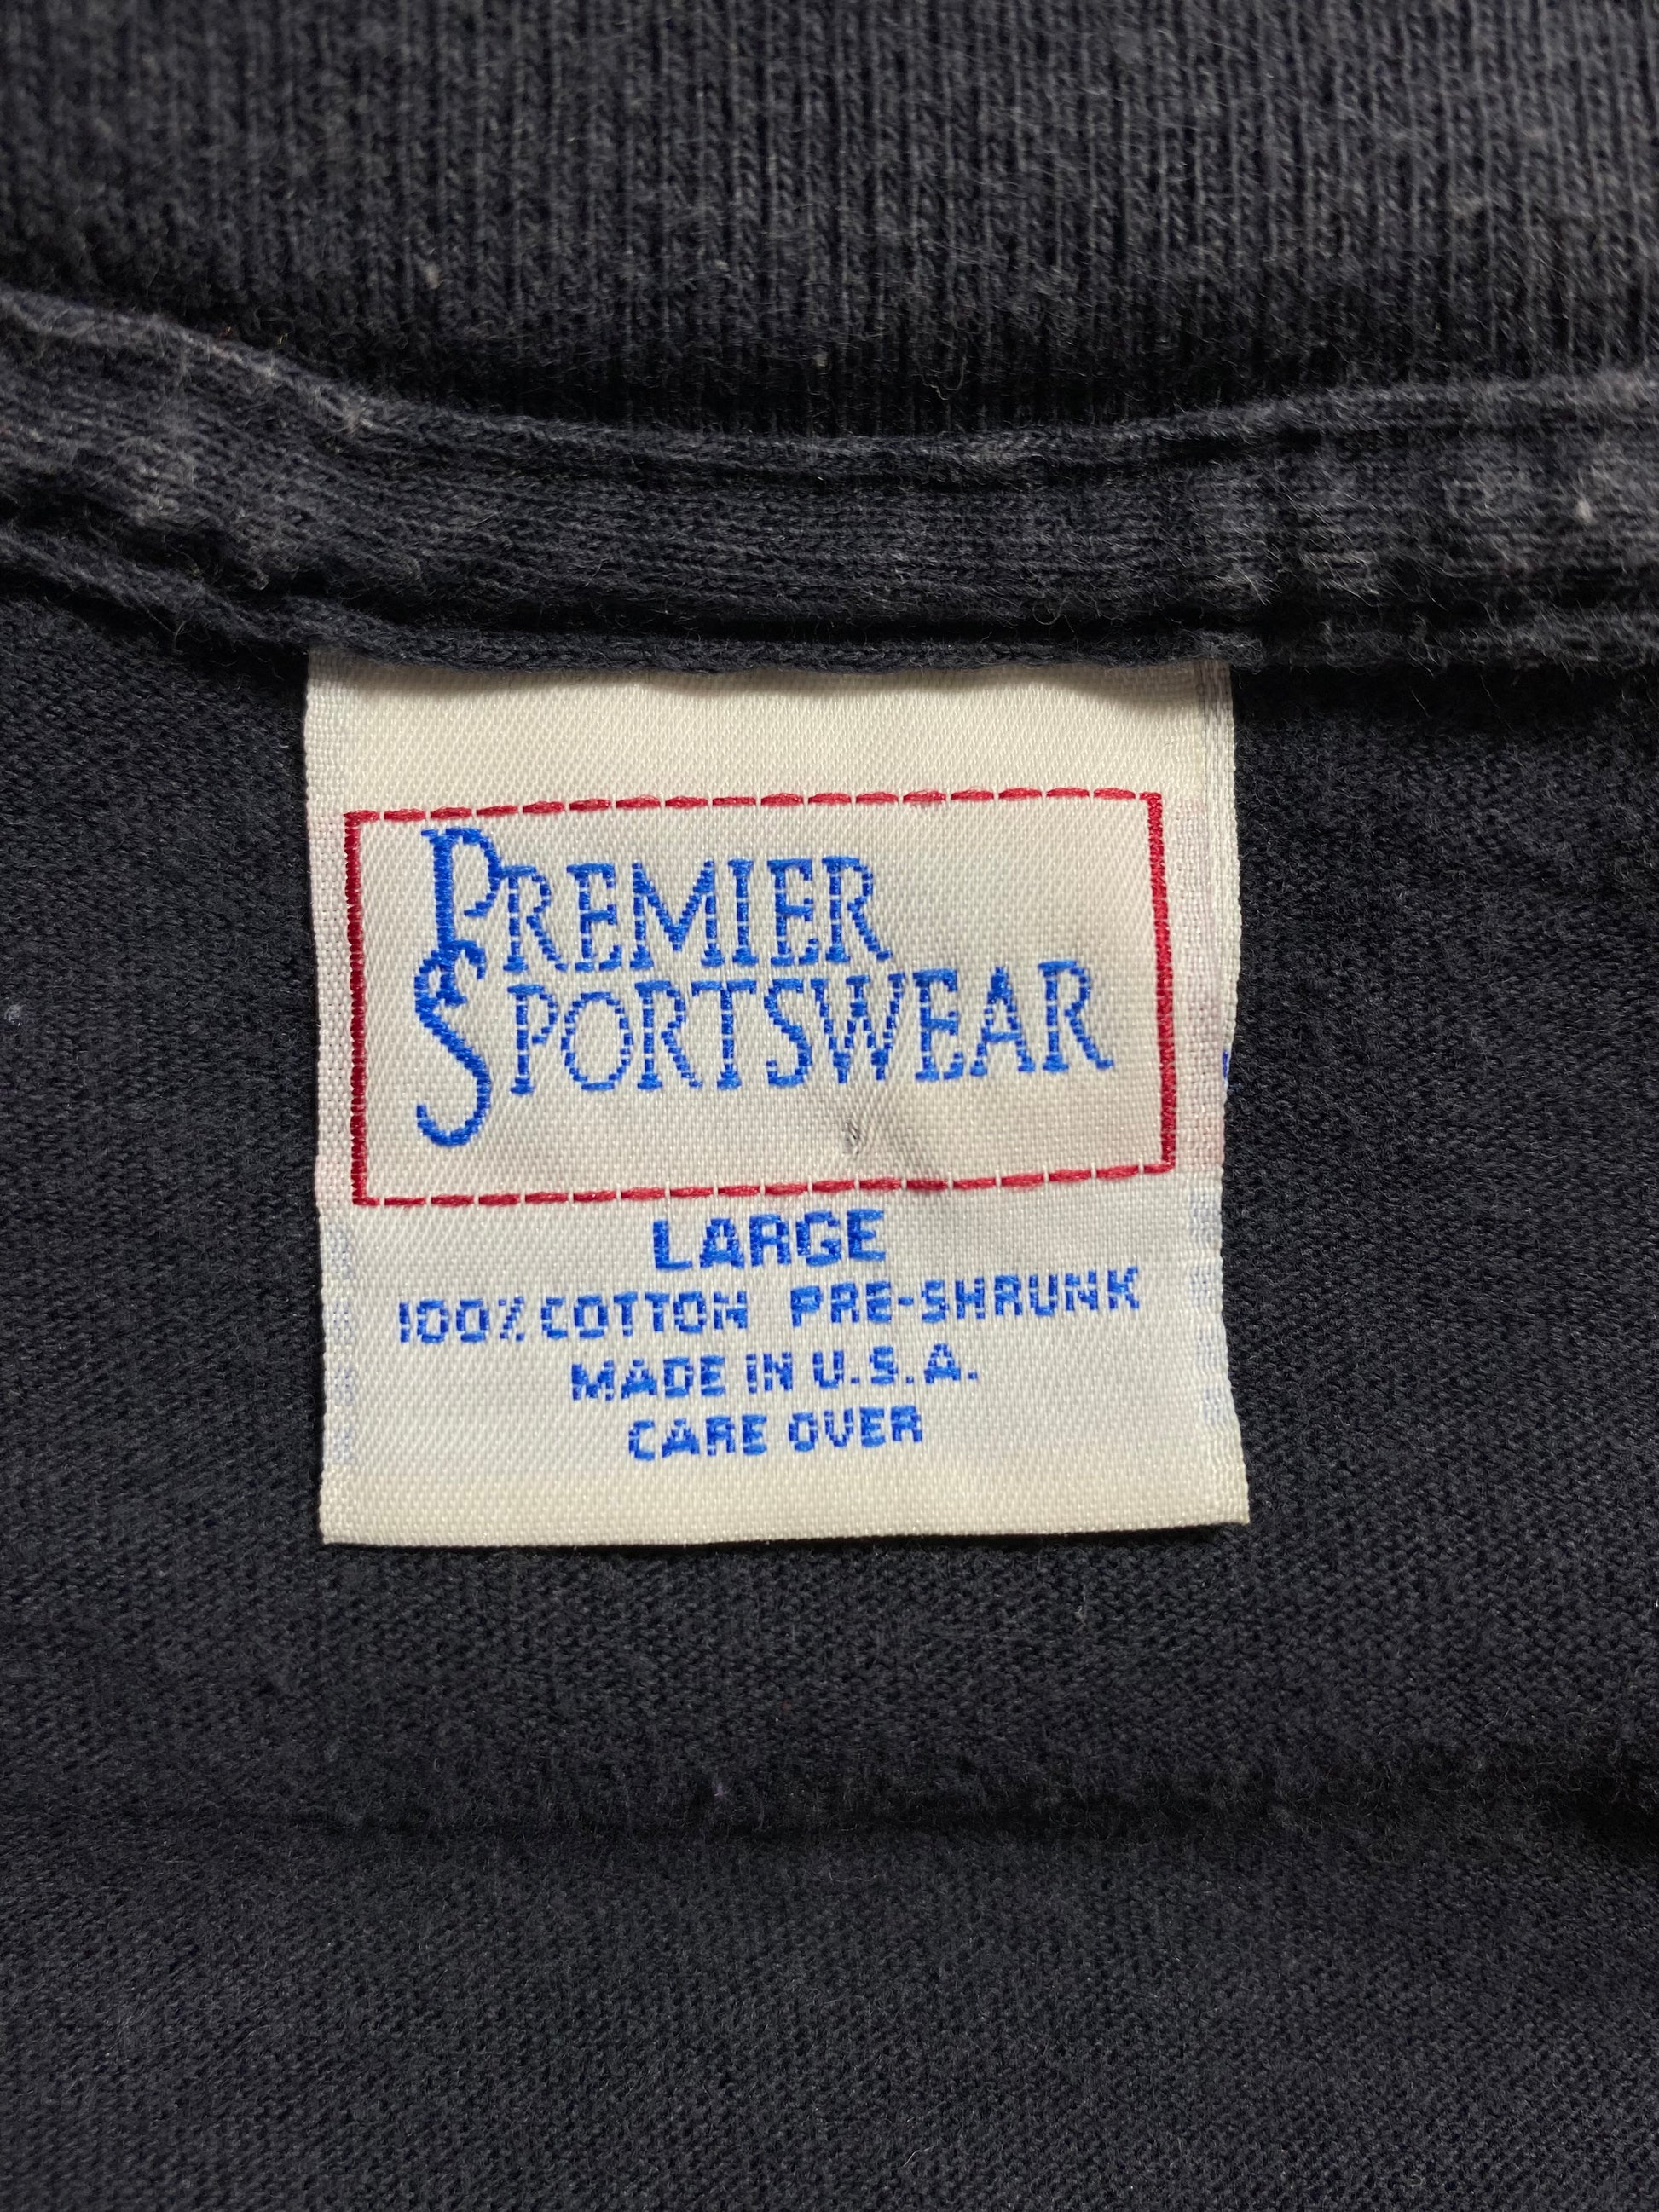 PREMIER
SPORTSWEAR
LARGE
100% COTTON PRE-SHRUNK
MADE IN U.S.A.
CARE OVER